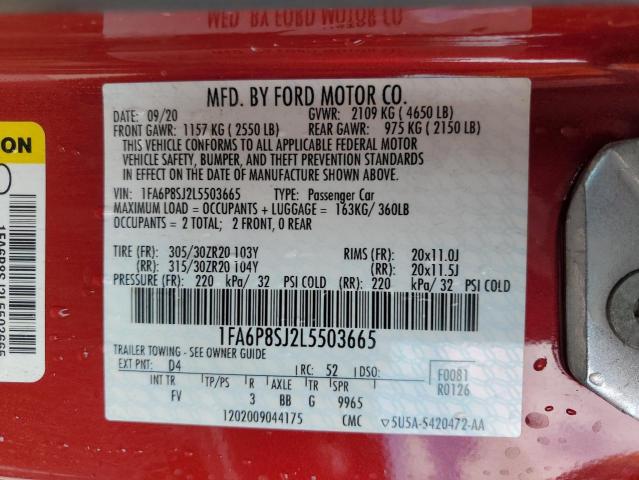 MFD. BY FORD MOTOR CO.
DATE: 09/20 GVWR: 2109 KG ( 4650 LB)
FRONT GAWR: 1157 KG ( 2550 LB) REAR GAWR: 975 KG ( 2150 LB)
THIS VEHICLE CONFORMS TO ALL APPLICABLE FEDERAL MOTOR
VEHICLE SAFETY, BUMPER, AND THEFT PREVENTION STANDARDS
IN EFFECT ON THE DATE OF MANUFACTURE SHOWN ABOVE.
VIN: 1FA6P8SJ2L5503665 TYPE: Passenger Car
MAXIMUM LOAD = OCCUPANTS + LUGGAGE = 163KG/ 360LB
OCCUPANTS = 2 TOTAL; 2 FRONT, 0 REAR
TIRE (FR): 305/30ZR20 103Y RIMS (FR): 20x11.0J
(RR): 315/30ZR20 104Y (RR): 20x11.5J
PRESSURE (FR): 220 kPa/ 32 PSI COLD (RR): 220 kPa/ 32 PSI COLD
1FA6P8SJ2L5503665
TRAILER TOWING - SEE OWNER GUIDE
EXT PNT: D4 RC: 52 DSO: F0081
R0126
INT TR TP/PS R AXLE TR SPR
FV 3 BB G 9965
1202009044175 CMC 5U5A-S420472-AA
ION
1FA6P8SJ2L5503665